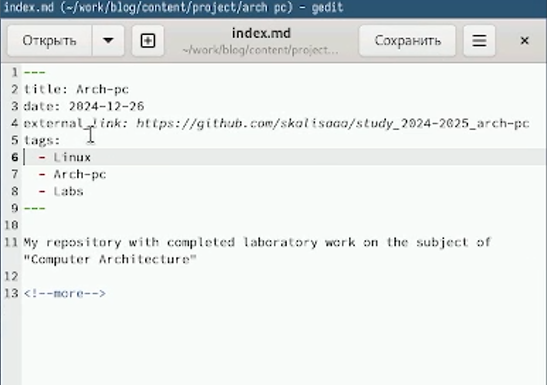 index.md (~/work/blog/content/project/arch pc) – gedit
Открыть
index.md
~/work/blog/content/project...
Сохранить
1 ---
2 title: Arch-pc
3 date: 2024-12-26
4 external_link: https://github.com/skalisaaa/study_2024-2025_arch-pc
5 tags:
6 - Linux
7 - Arch-pc
8 - Labs
9 ---
10
11 My repository with completed laboratory work on the subject of
"Computer Architecture"
12
13 <!--more-->